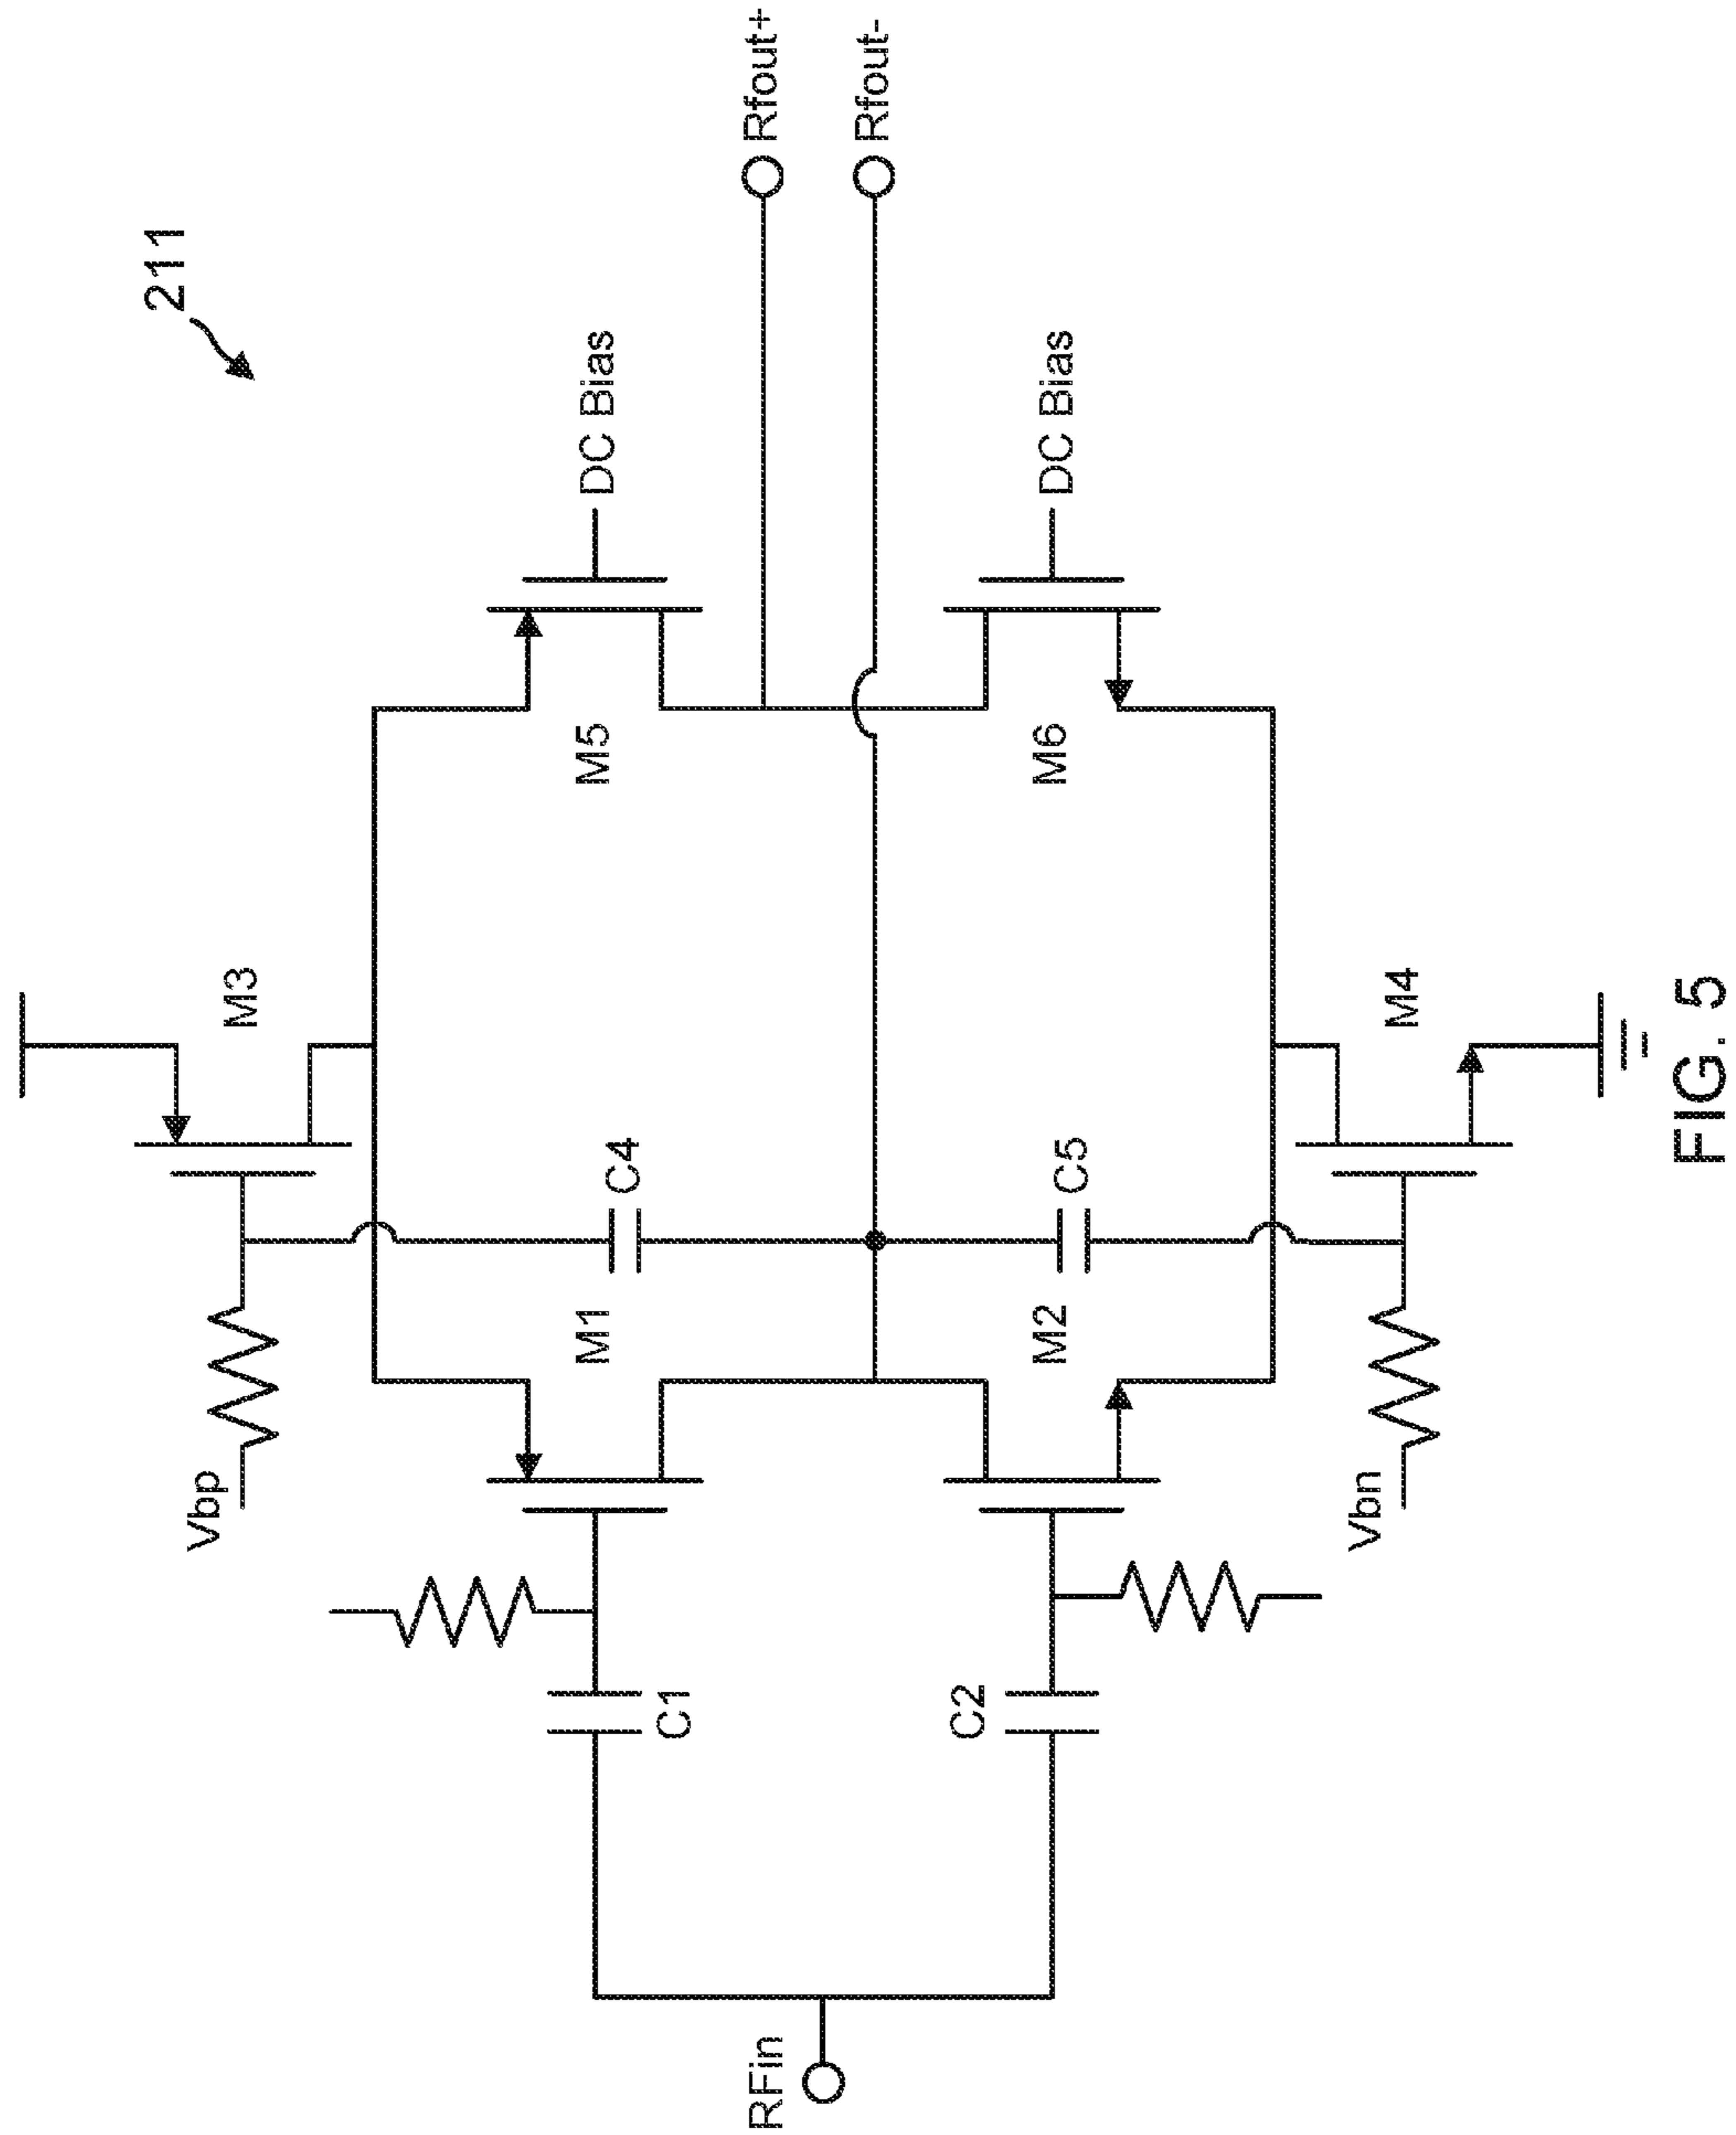 211
Vbp
M3
RFin
C1
M1
C4
M5
DC Bias
Rfout+
Rfout-
C2
M2
C5
M6
DC Bias
Vbn
M4
FIG. 5